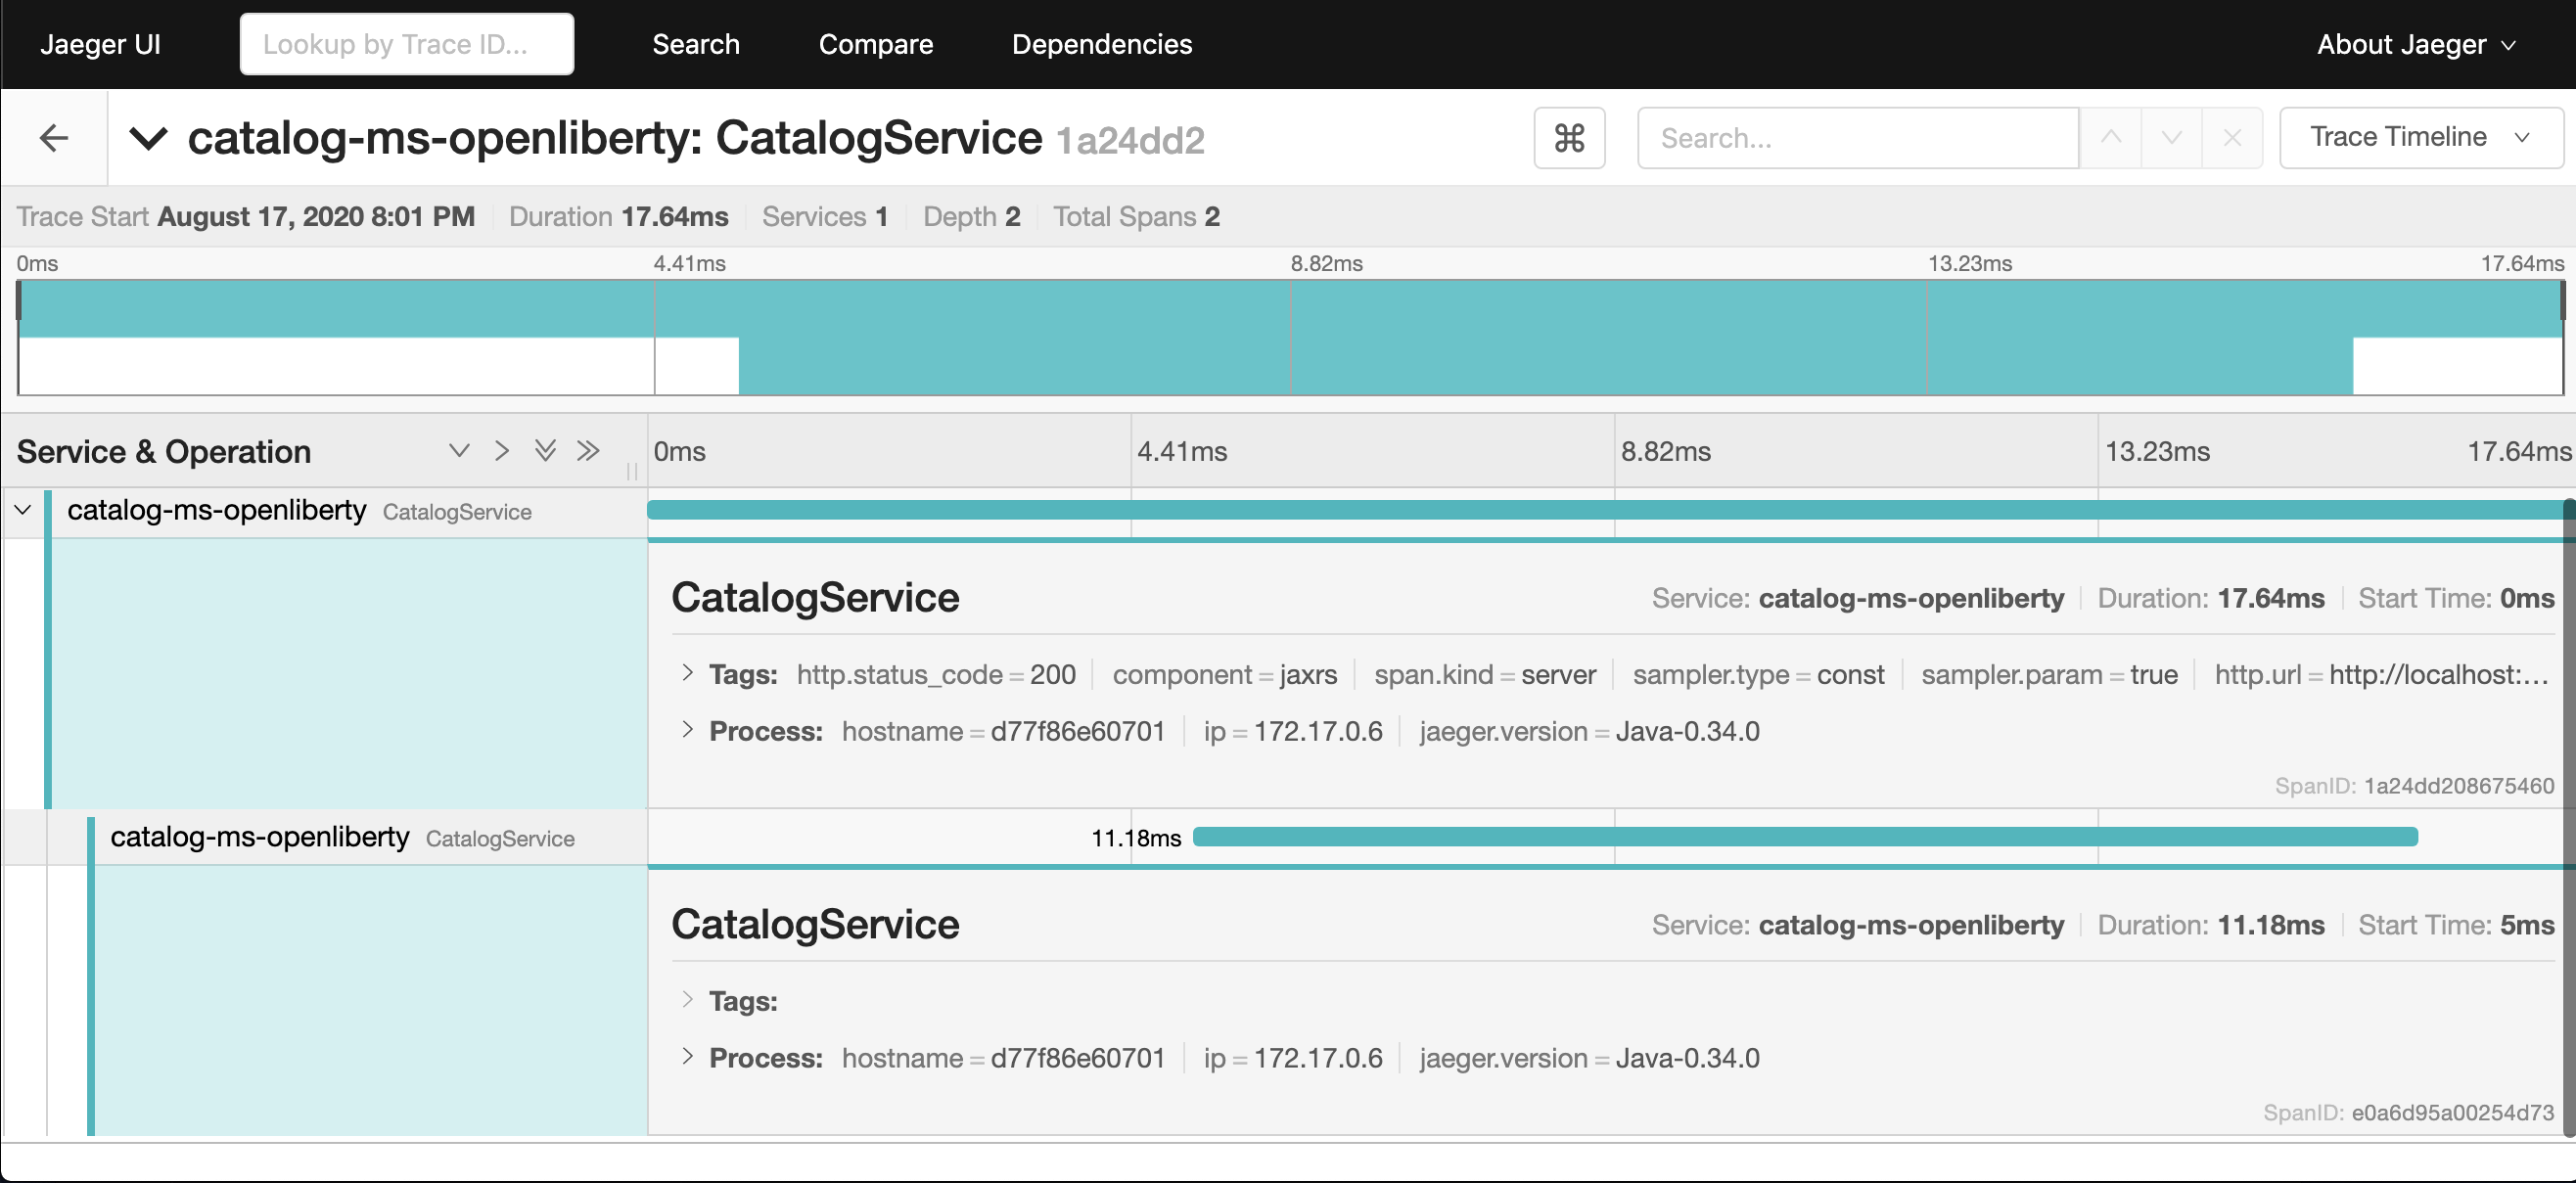 Jaeger UI Lookup by Trace ID... Search Compare Dependencies About Jaeger
catalog-ms-openliberty: CatalogService 1a24dd2 ⌘ Search... Trace Timeline
Trace Start August 17, 2020 8:01 PM Duration 17.64ms Services 1 Depth 2 Total Spans 2
0ms 4.41ms 8.82ms 13.23ms 17.64ms
Service & Operation 0ms 4.41ms 8.82ms 13.23ms 17.64ms
catalog-ms-openliberty CatalogService
CatalogService Service: catalog-ms-openliberty Duration: 17.64ms Start Time: 0ms
Tags: http.status_code = 200 component = jaxrs span.kind = server sampler.type = const sampler.param = true http.url = http://localhost:...
Process: hostname = d77f86e60701 ip = 172.17.0.6 jaeger.version = Java-0.34.0
SpanID: 1a24dd208675460
catalog-ms-openliberty CatalogService 11.18ms
CatalogService Service: catalog-ms-openliberty Duration: 11.18ms Start Time: 5ms
Tags:
Process: hostname = d77f86e60701 ip = 172.17.0.6 jaeger.version = Java-0.34.0
SpanID: e0a6d95a00254d73